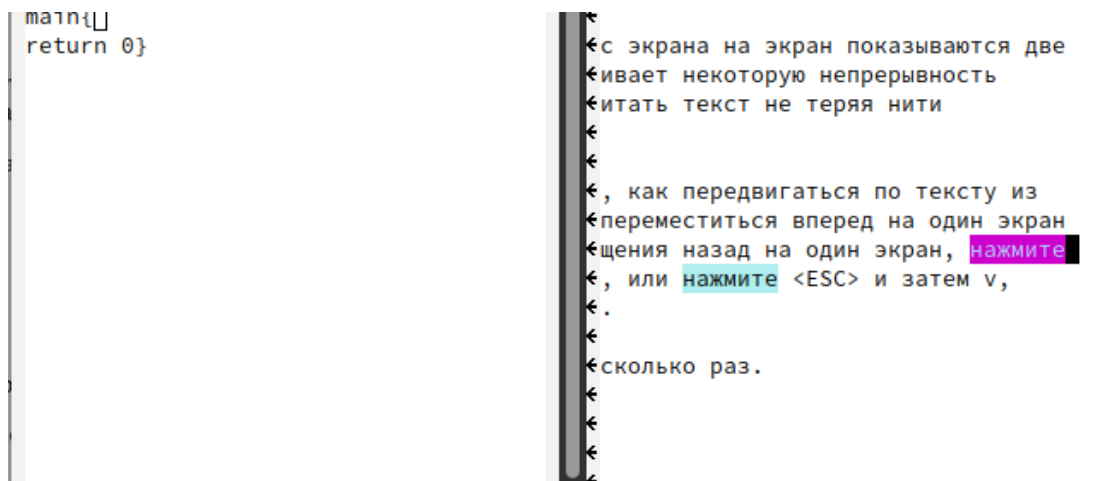 main{
return 0}
с экрана на экран показываются две
ивает некоторую непрерывность
итать текст не теряя нити
, как передвигаться по тексту из
переместиться вперед на один экран
щения назад на один экран, нажмите
, или нажмите <ESC> и затем v,
.
сколько раз.